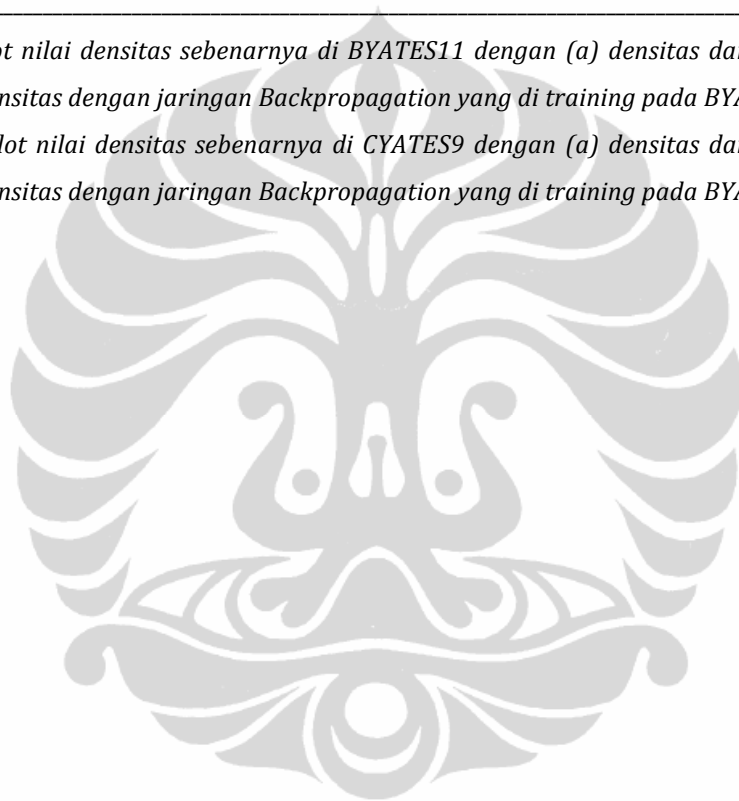 ot nilai densitas sebenarnya di BYATES11 dengan (a) densitas dar
nsitas dengan jaringan Backpropagation yang di training pada BYA
lot nilai densitas sebenarnya di CYATES9 dengan (a) densitas dar
nsitas dengan jaringan Backpropagation yang di training pada BYA